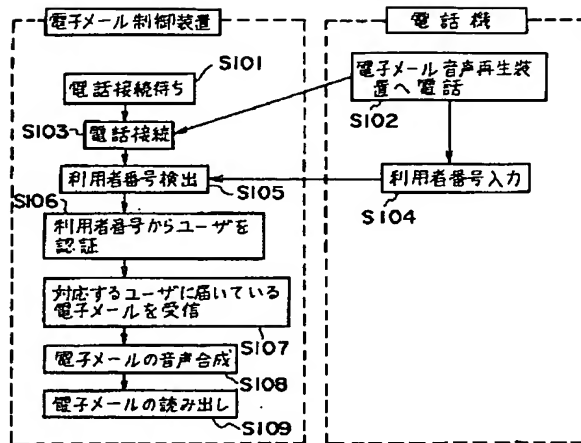 電子メール制御装置
電話機
S101
電話接続待ち
電子メール音声再生装
置へ電話
S102
S103
電話接続
利用者番号検出
S105
利用者番号入力
S104
S106
利用者番号からユーザを
認証
対応するユーザに届いている
電子メールを受信
S107
電子メールの音声合成
S108
電子メールの読み出し
S109